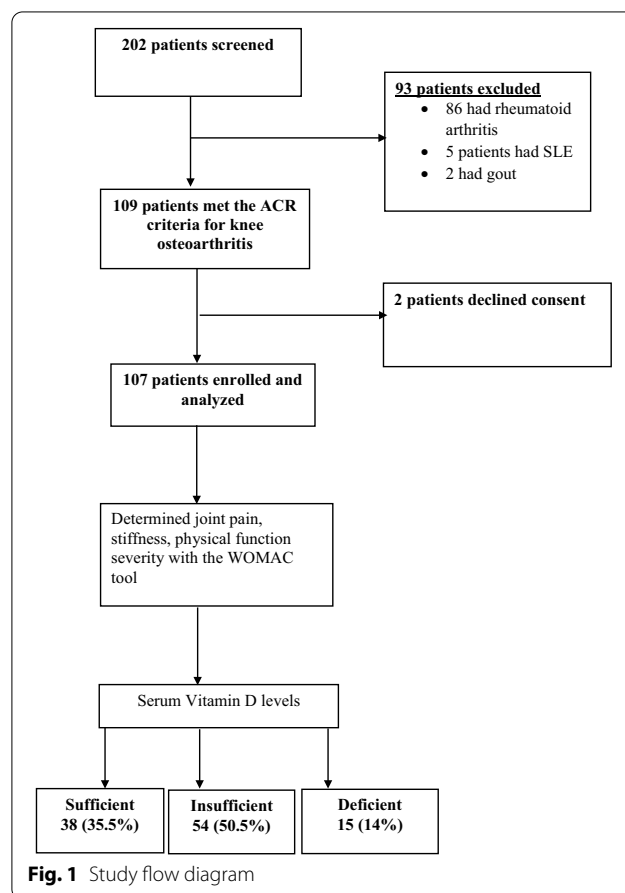 202 patients screened
93 patients excluded
• 86 had rheumatoid
arthritis
• 5 patients had SLE
• 2 had gout
109 patients met the ACR
criteria for knee
osteoarthritis
2 patients declined consent
107 patients enrolled and
analyzed
Determined joint pain,
stiffness, physical function
severity with the WOMAC
tool
Serum Vitamin D levels
Sufficient
38 (35.5%)
Insufficient
54 (50.5%)
Deficient
15 (14%)
Fig. 1 Study flow diagram